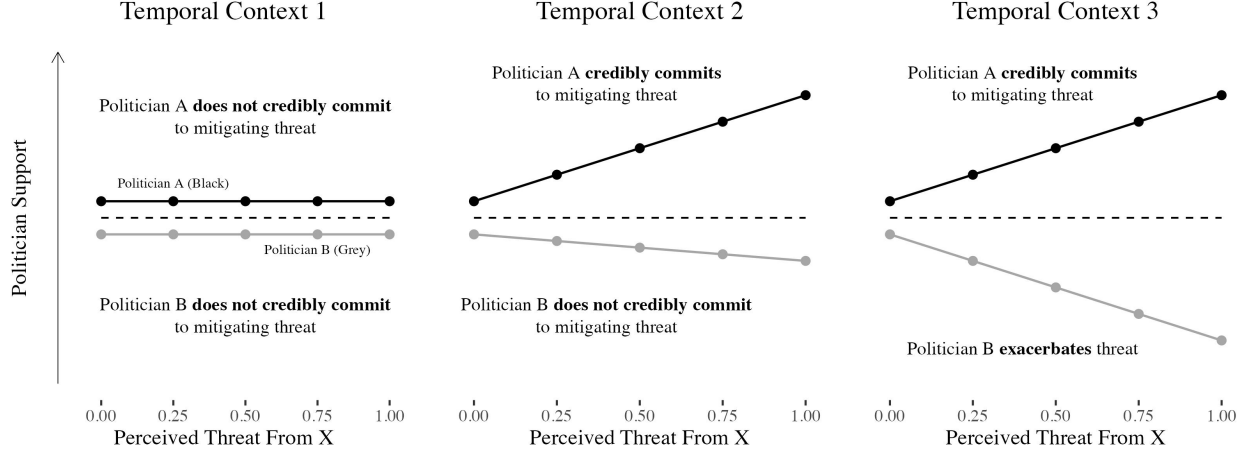 Temporal Context 1
Politician A does not credibly commit
to mitigating threat
Politician A (Black)
Politician B (Grey)
Politician B does not credibly commit
to mitigating threat
0.00 0.25 0.50 0.75 1.00
Perceived Threat From X
Politician Support
Temporal Context 2
Politician A credibly commits
to mitigating threat
Politician B does not credibly commit
to mitigating threat
0.00 0.25 0.50 0.75 1.00
Perceived Threat From X
Temporal Context 3
Politician A credibly commits
to mitigating threat
Politician B exacerbates threat
0.00 0.25 0.50 0.75 1.00
Perceived Threat From X